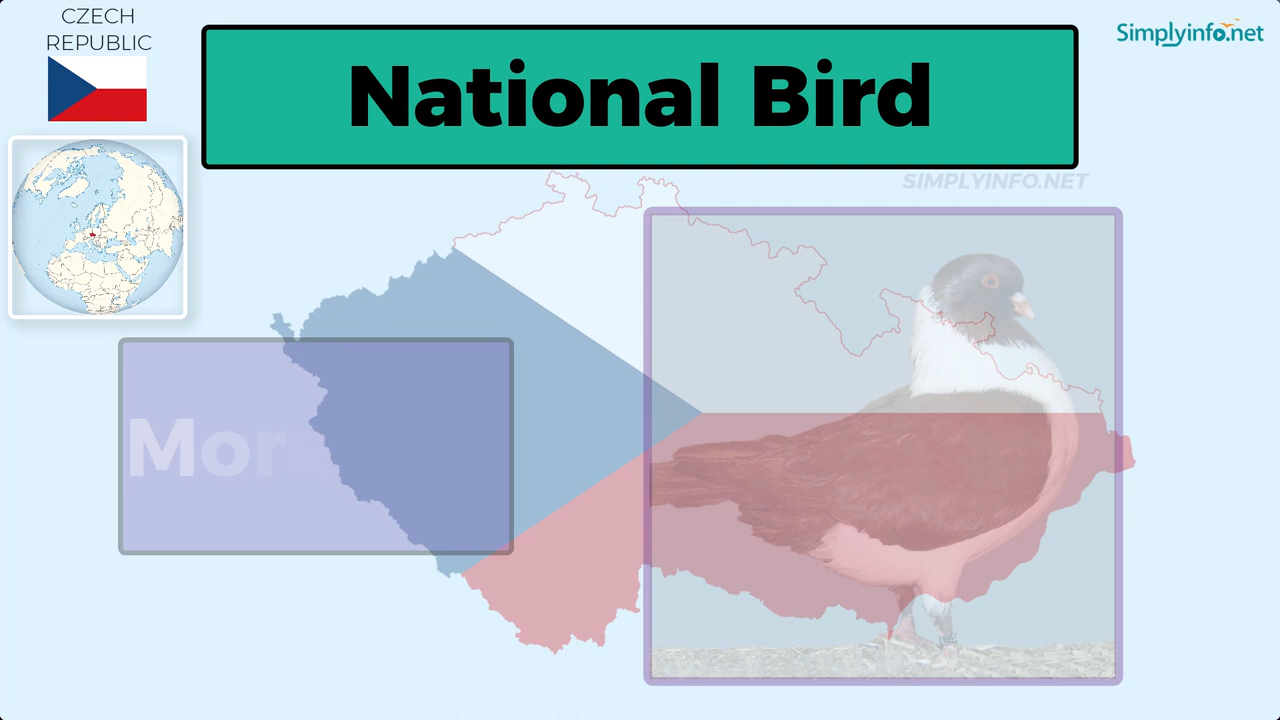 CZECH
REPUBLIC
National Bird
Simplyinfo.net
SIMPLYINFO.NET
Mor